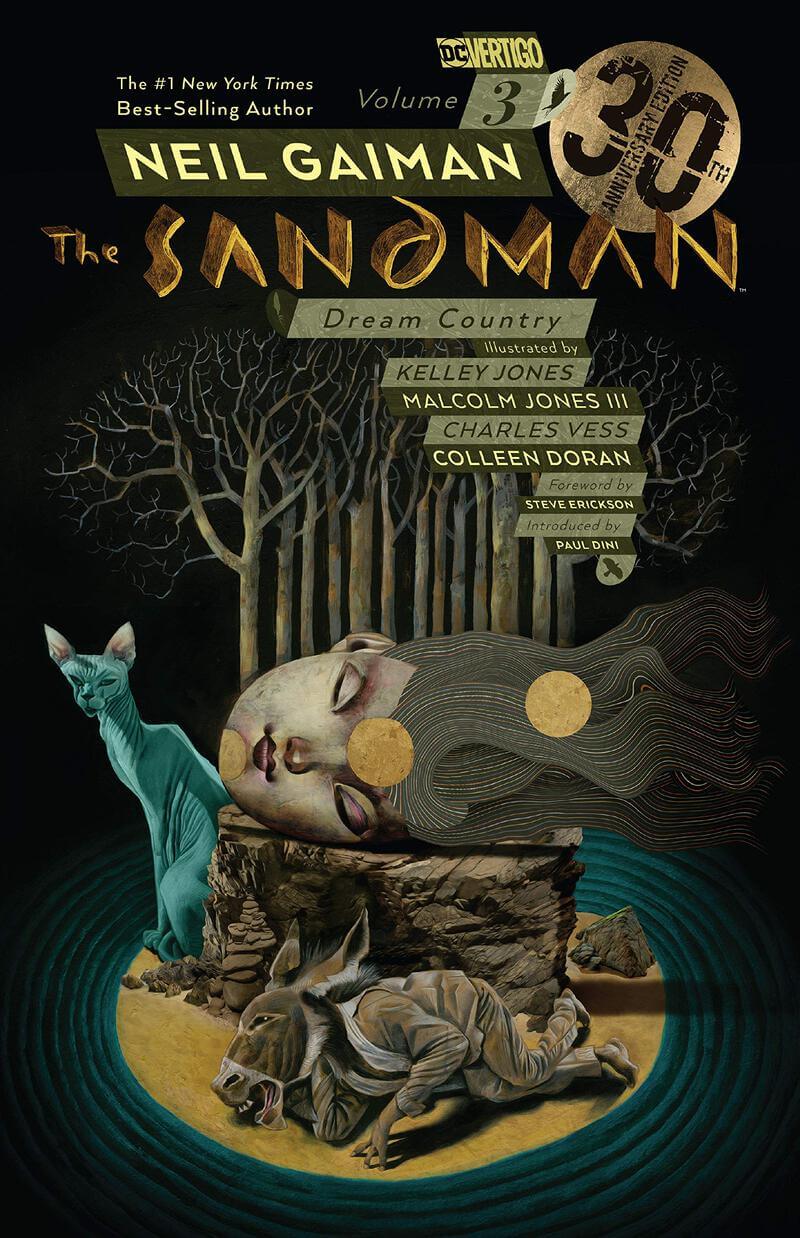 DC VERTIGO
The #1 New York Times
Best-Selling Author
Volume 3
30TH
ANNIVERSARY EDITION
NEIL GAIMAN
The SANDMAN™
Dream Country
Illustrated by
KELLEY JONES
MALCOLM JONES III
CHARLES VESS
COLLEEN DORAN
Foreword by
STEVE ERICKSON
Introduced by
PAUL DINI